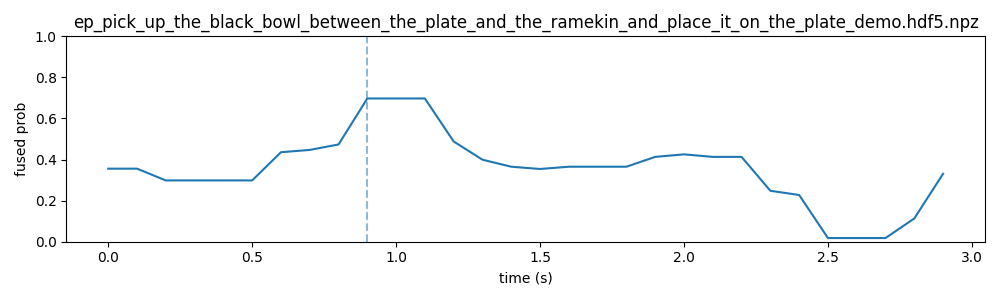 ep_pick_up_the_black_bowl_between_the_plate_and_the_ramekin_and_place_it_on_the_plate_demo.hdf5.npz
1.0
0.8
0.6
0.4
0.2
0.0
fused prob
0.0 0.5 1.0 1.5 2.0 2.5 3.0
time (s)